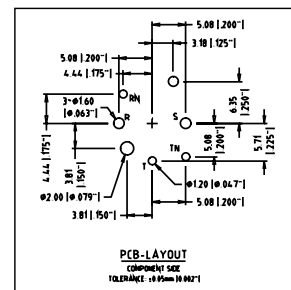 5.08 |.200"|
3.18 |.125"|
5.08 |.200"|
4.44 |.175"|
RN
3-ø1.60
|ø.063"|
R
S
6.35
|.250"|
4.44 |.175"|
3.81
|.150"|
TN
5.08
|.200"|
5.71
|.225"|
T
ø2.00 |ø.079"|
ø1.20 |ø.047"|
3.81 |.150"|
5.08 |.200"|
PCB-LAYOUT
COMPONENT SIDE
TOLERANCE: ±0.05mm |0.002"|